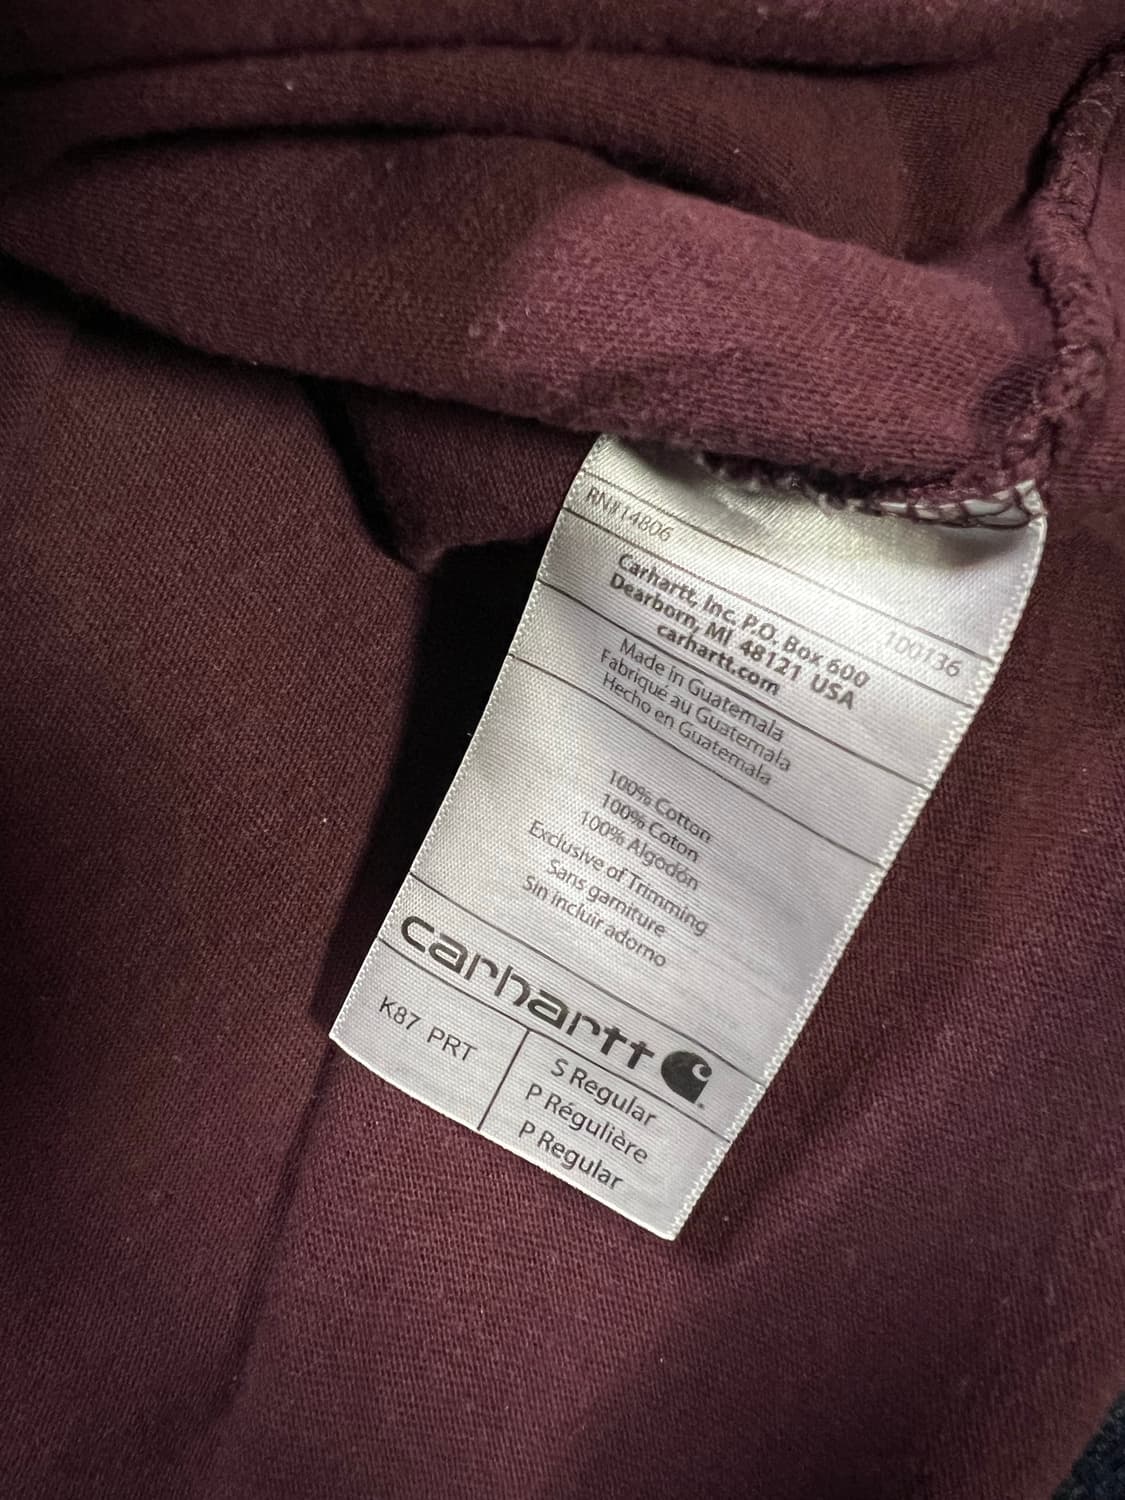 RN14806
100136
Carhartt, Inc. P.O. Box 600
Dearborn, MI 48121 USA
carhartt.com
Made in Guatemala
Fabriqué au Guatemala
Hecho en Guatemala
100% Cotton
100% Coton
100% Algodón
Exclusive of Trimming
Sans garniture
Sin incluir adorno
carhartt
K87 PRT
S Regular
P Régulière
P Regular